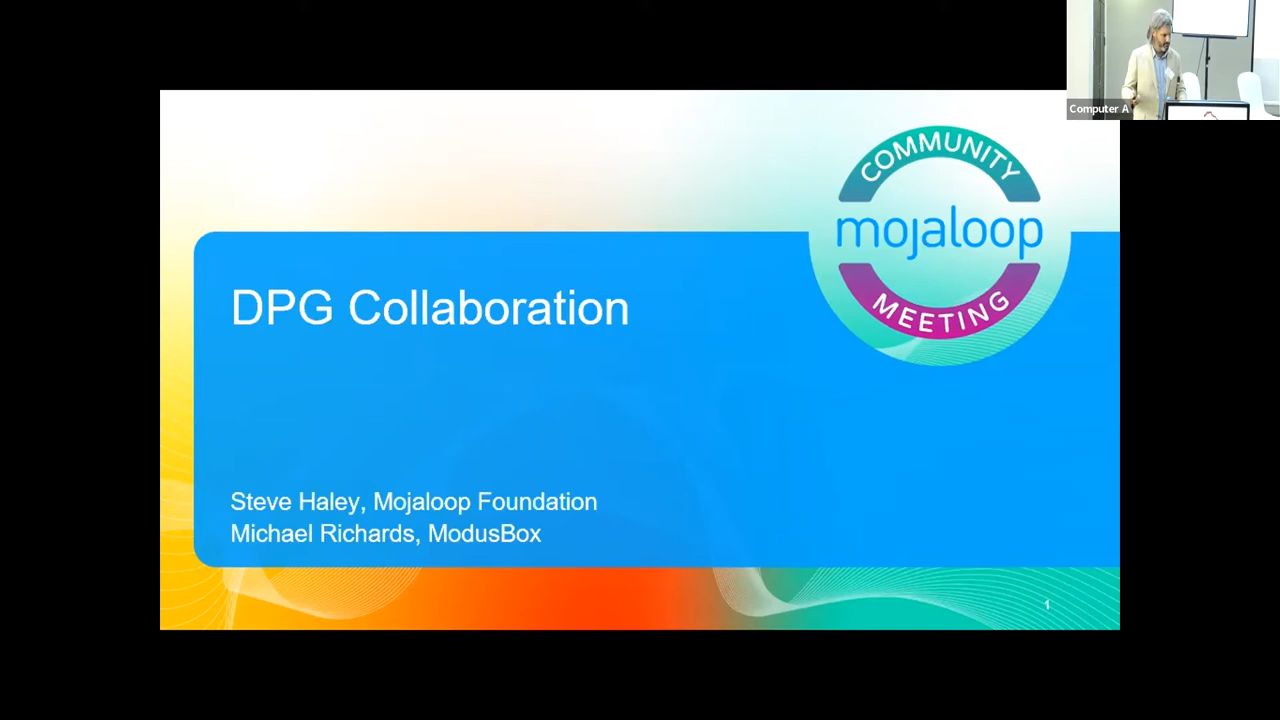 Computer A
COMMUNITY
mojaloop
MEETING
DPG Collaboration
Steve Haley, Mojaloop Foundation
Michael Richards, ModusBox
1